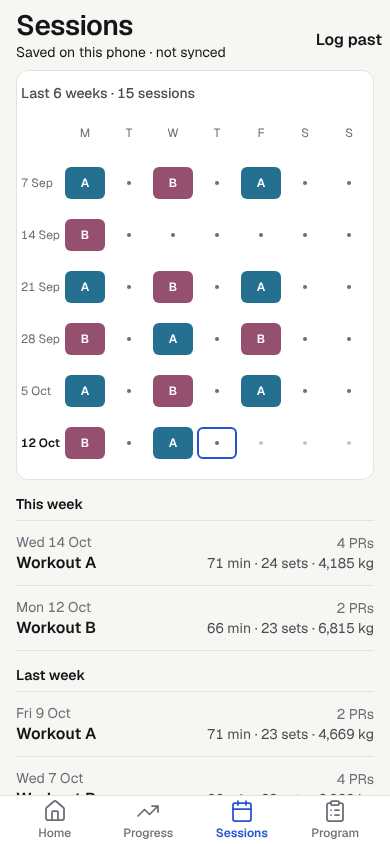 Sessions
Saved on this phone · not synced
Log past
Last 6 weeks · 15 sessions
M T W T F S S
7 Sep A B A
14 Sep B
21 Sep A B A
28 Sep B A B
5 Oct A B A
12 Oct B A
This week
Wed 14 Oct 4 PRs
Workout A 71 min · 24 sets · 4,185 kg
Mon 12 Oct 2 PRs
Workout B 66 min · 23 sets · 6,815 kg
Last week
Fri 9 Oct 2 PRs
Workout A 71 min · 23 sets · 4,669 kg
Wed 7 Oct 4 PRs
Home Progress Sessions Program